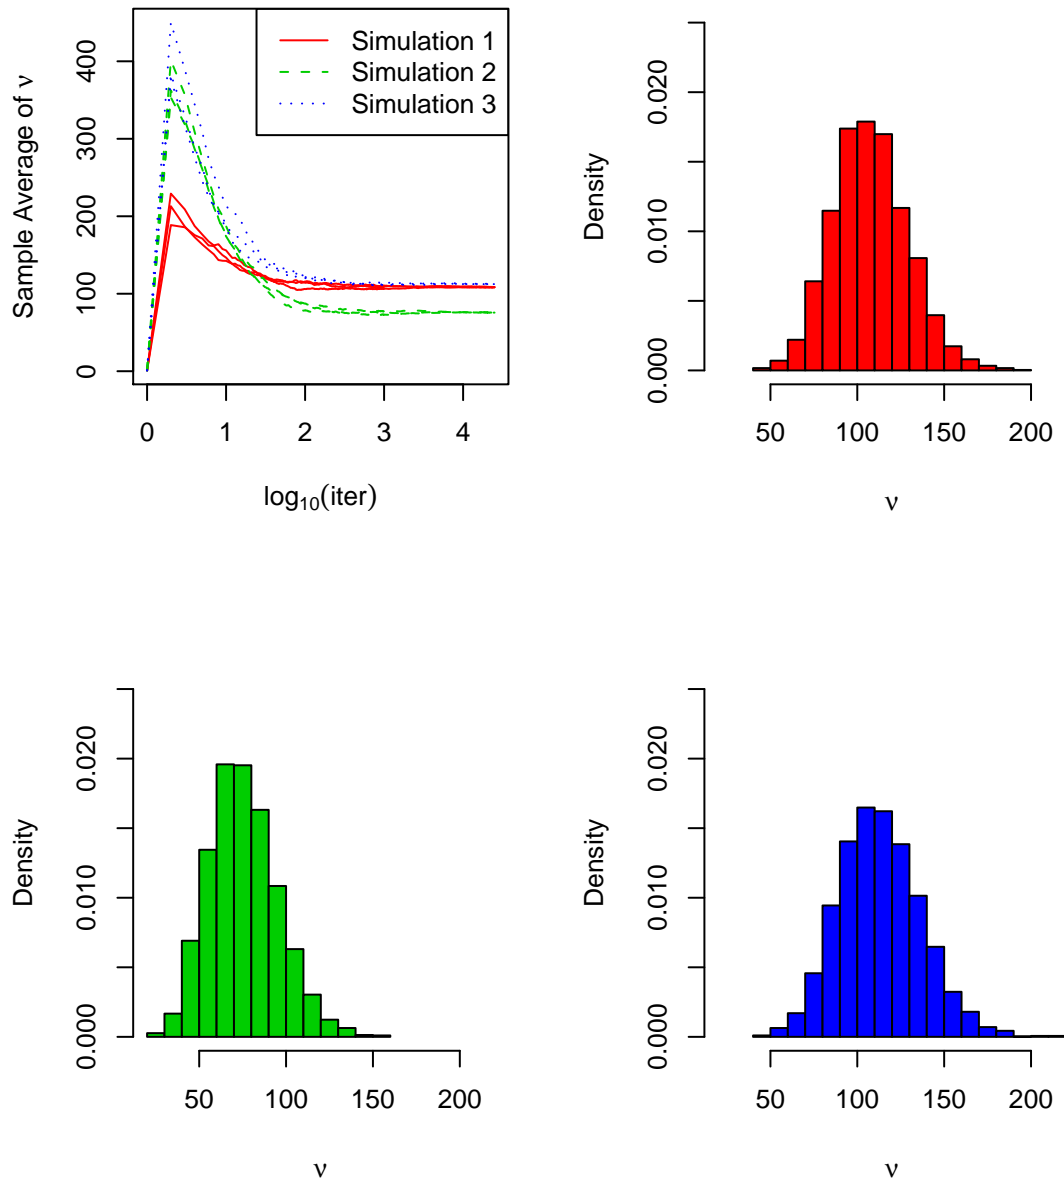 Simulation 1
Simulation 2
Simulation 3
Sample Average of ν
0 100 200 300 400
0 1 2 3 4
log10(iter)
Density
0.000 0.010 0.020
50 100 150 200
ν
Density
0.000 0.010 0.020
50 100 150 200
ν
Density
0.000 0.010 0.020
50 100 150 200
ν